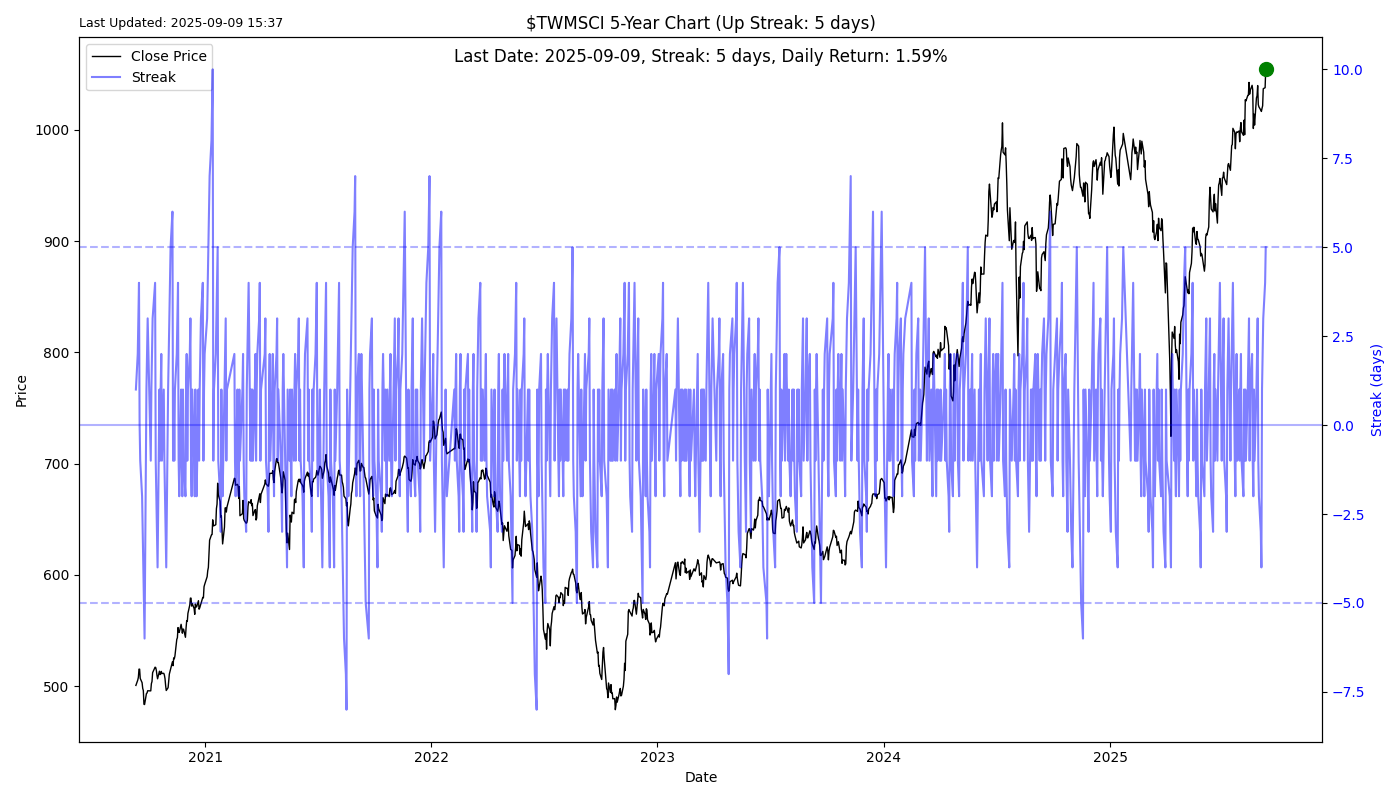 Last Updated: 2025-09-09 15:37
$TWMSCI 5-Year Chart (Up Streak: 5 days)
Last Date: 2025-09-09, Streak: 5 days, Daily Return: 1.59%
Close Price
Streak
1000
900
800
700
600
500
Price
10.0
7.5
5.0
2.5
0.0
−2.5
−5.0
−7.5
Streak (days)
2021
2022
2023
2024
2025
Date